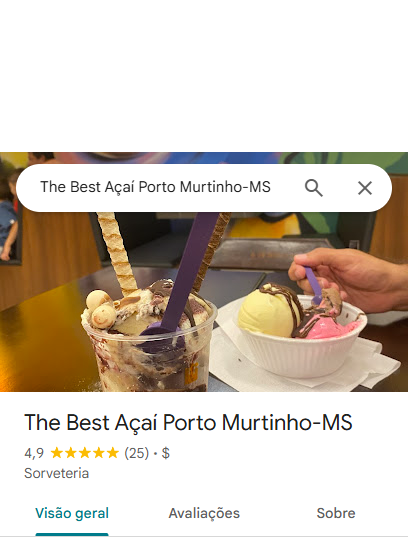 The Best Açaí Porto Murtinho-MS
The Best Açaí Porto Murtinho-MS
4,9 ★★★★★ (25) · $
Sorveteria
Visão geral Avaliações Sobre